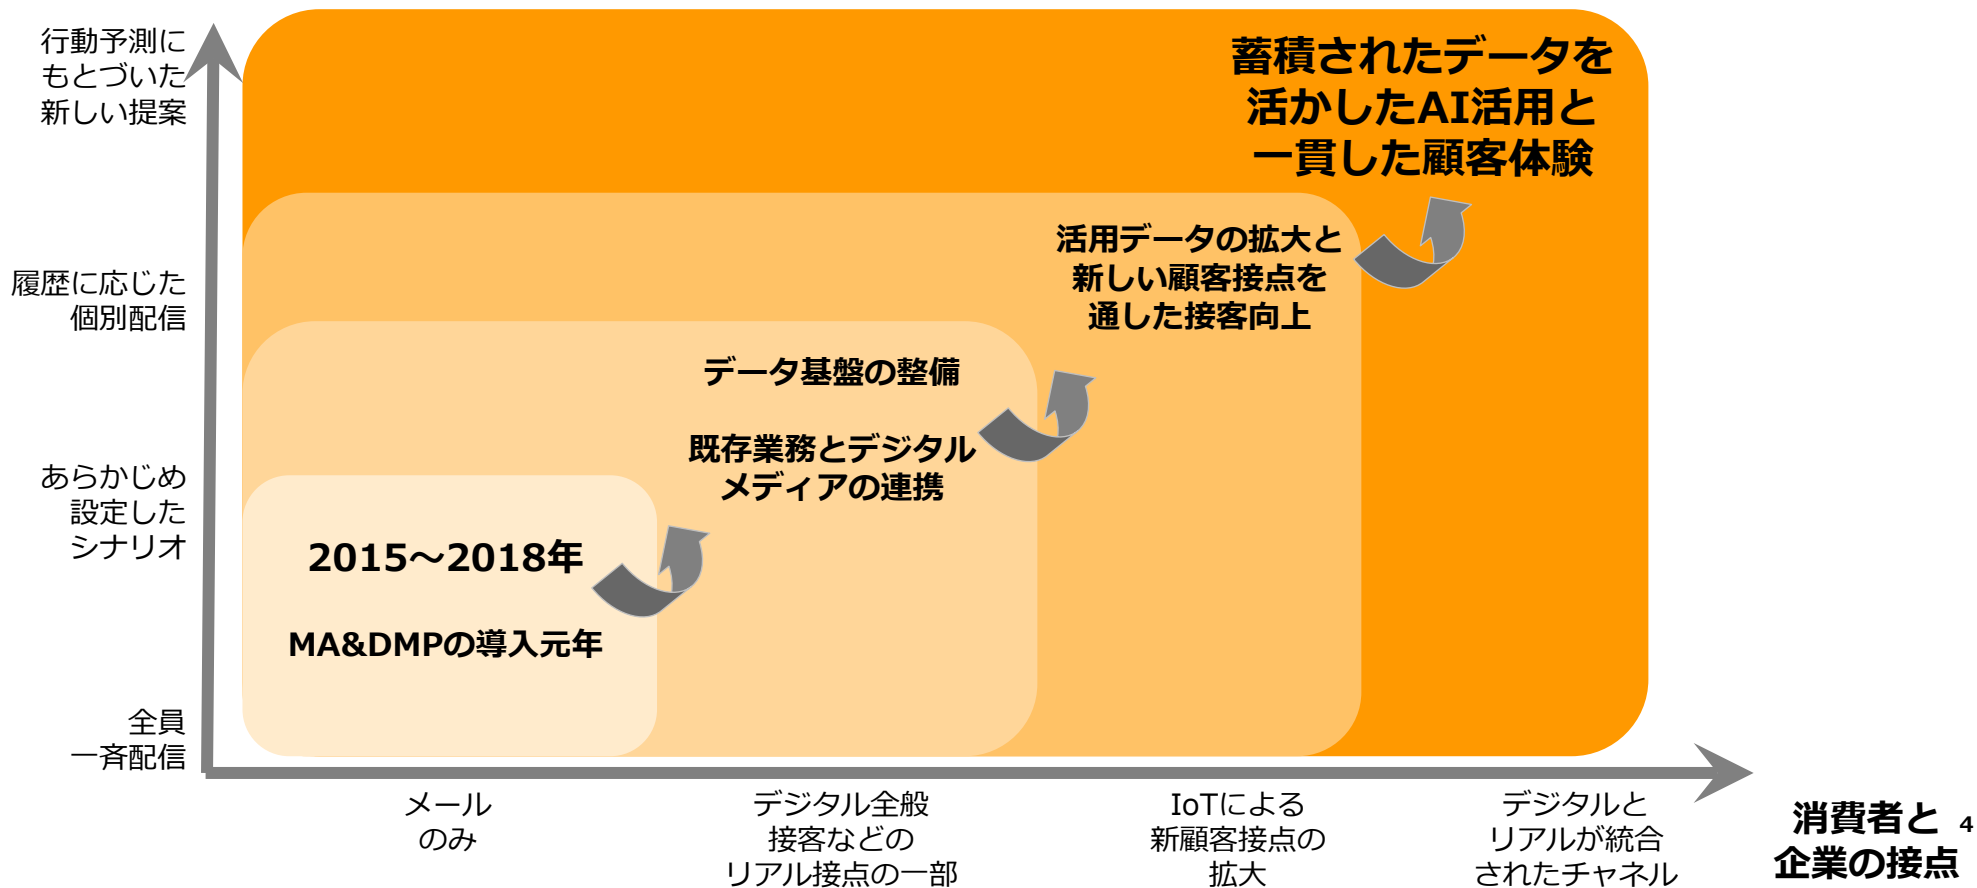 行動予測に
もとづいた
新しい提案
蓄積されたデータを
活かしたAI活用と
一貫した顧客体験
履歴に応じた
個別配信
活用データの拡大と
新しい顧客接点を
通した接客向上
データ基盤の整備
既存業務とデジタル
メディアの連携
あらかじめ
設定した
シナリオ
2015～2018年
MA&DMPの導入元年
全員
一斉配信
メール
のみ
デジタル全般
接客などの
リアル接点の一部
IoTによる
新顧客接点の
拡大
デジタルと
リアルが統合
されたチャネル
消費者と
企業の接点
4